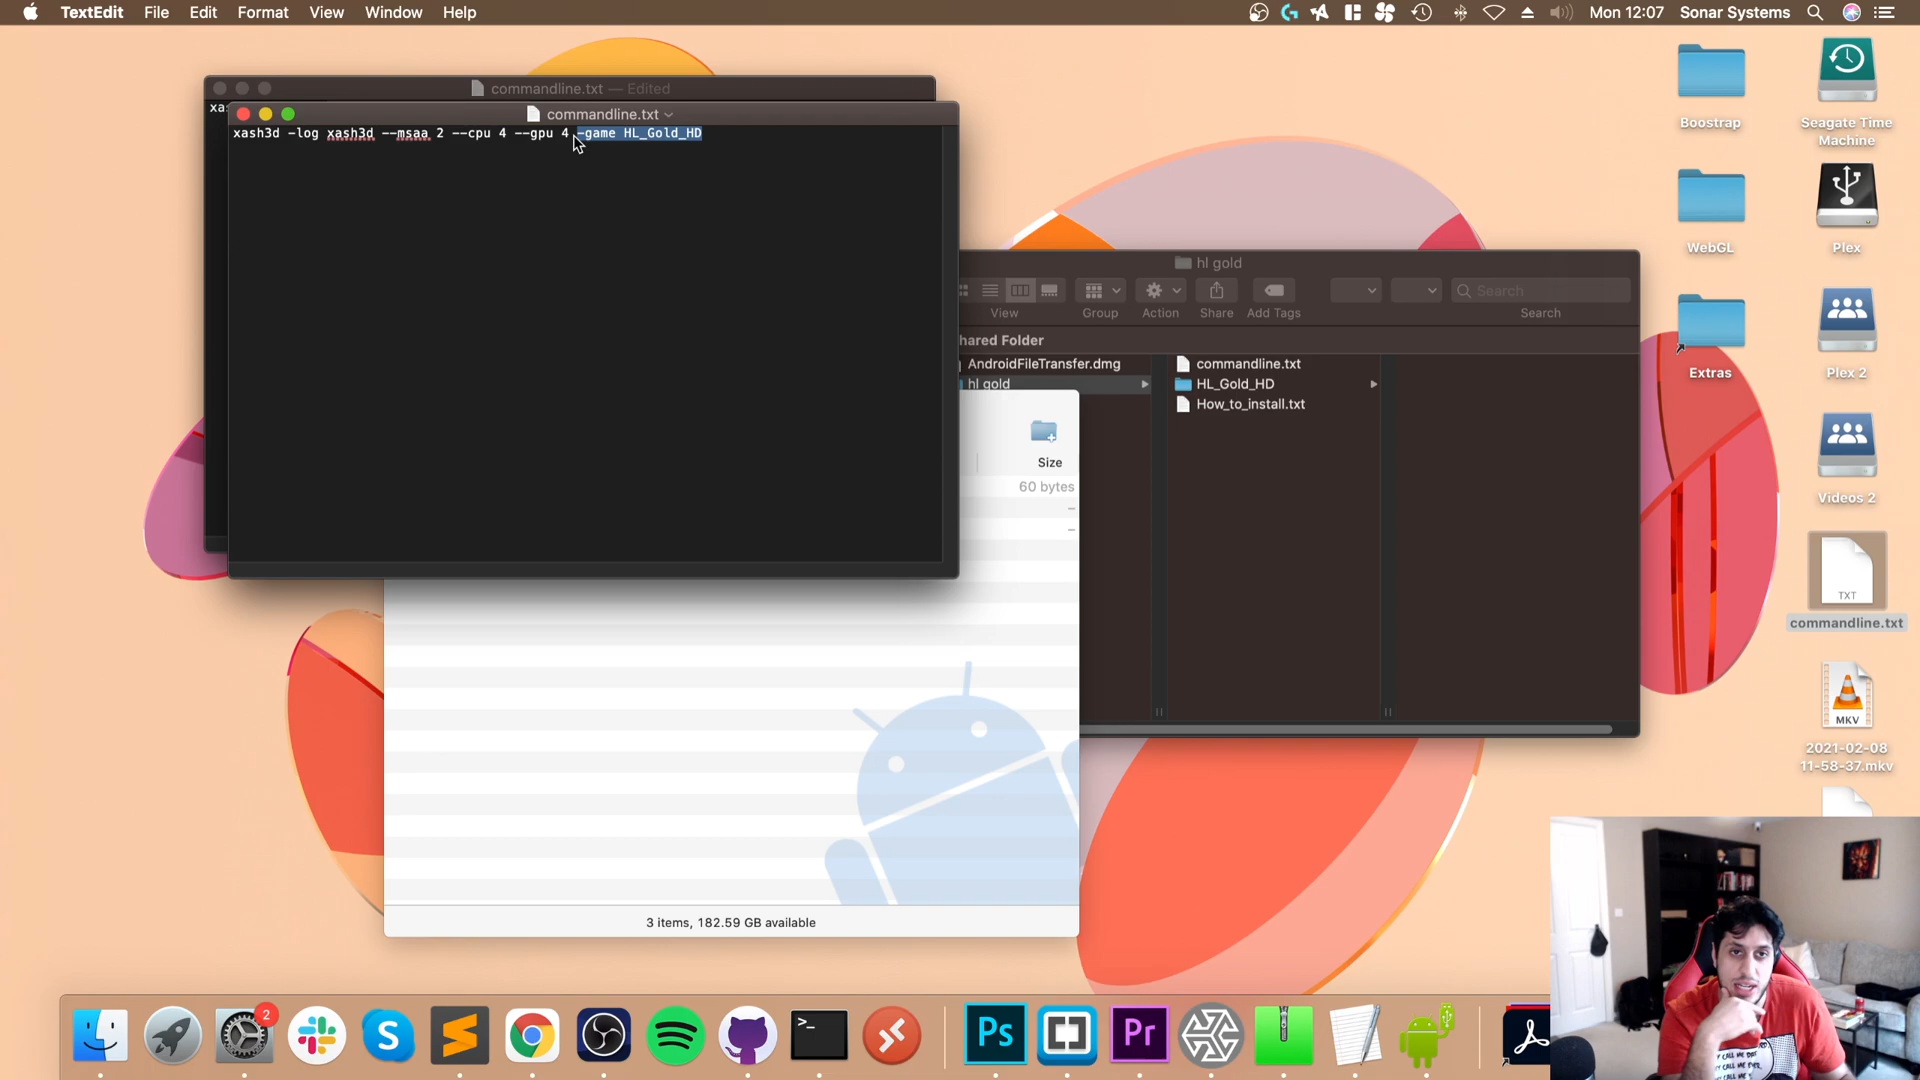 TextEdit File Edit Format View Window Help
Mon 12:07 Sonar Systems
commandline.txt — Edited
commandline.txt
xash3d -log xash3d --msaa 2 --cpu 4 --gpu 4 -game HL_Gold_HD
hl gold
Search
View Group Action Share Add Tags Search
hared Folder
AndroidFileTransfer.dmg
hl gold
commandline.txt
HL_Gold_HD
How_to_install.txt
Size
60 bytes
3 items, 182.59 GB available
Boostrap
Seagate Time
Machine
WebGL
Plex
Extras
Plex 2
Videos 2
TXT
commandline.txt
MKV
2021-02-08
11-58-37.mkv
2
Ps
Pr